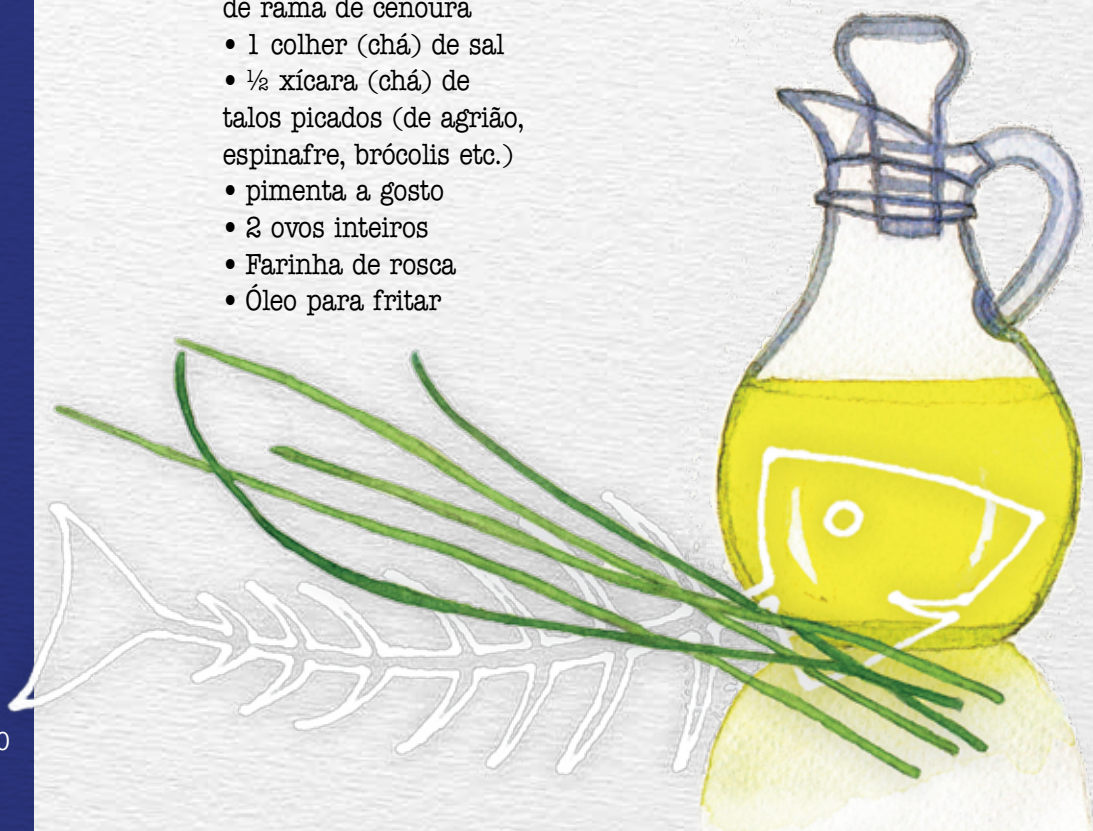 de rama de cenoura
• 1 colher (chá) de sal
• ½ xícara (chá) de
talos picados (de agrião,
espinafre, brócolis etc.)
• pimenta a gosto
• 2 ovos inteiros
• Farinha de rosca
• Óleo para fritar
0